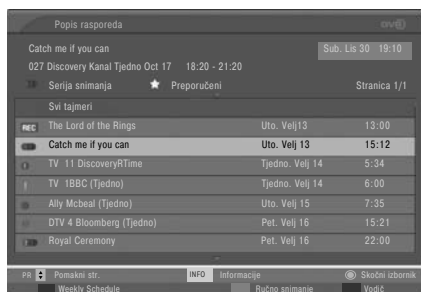 Popis rasporeda
Catch me if you can Sub. Lis 30 19:10
027 Discovery Kanal Tjedno Oct 17 18:20 - 21:20
Serija snimanja Preporučeni Stranica 1/1
Svi tajmeri
REC The Lord of the Rings Uto. Velj13 13:00
Catch me if you can Uto. Velj 13 15:12
TV 11 DiscoveryRTime Tjedno. Velj 14 5:34
TV 1BBC (Tjedno) Tjedno. Velj 14 6:00
Ally Mcbeal (Tjedno) Uto. Velj 15 7:35
DTV 4 Bloomberg (Tjedno) Pet. Velj 16 15:21
Royal Ceremony Pet. Velj 16 22:00
PR Pomakni str. INFO Informacije Skočni izbornik
Weekly Schedule Ručno snimanje Vodič